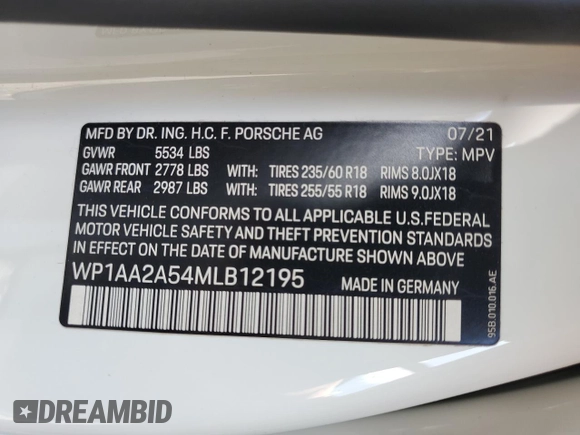 MFD BY DR. ING. H.C. F. PORSCHE AG 07/21
GVWR 5534 LBS TYPE: MPV
GAWR FRONT 2778 LBS WITH: TIRES 235/60 R18 RIMS 8.0JX18
GAWR REAR 2987 LBS WITH: TIRES 255/55 R18 RIMS 9.0JX18
THIS VEHICLE CONFORMS TO ALL APPLICABLE U.S.FEDERAL
MOTOR VEHICLE SAFETY AND THEFT PREVENTION STANDARDS
IN EFFECT ON THE DATE OF MANUFACTURE SHOWN ABOVE
WP1AA2A54MLB12195 MADE IN GERMANY
95B.010.016.AE
DREAMBID